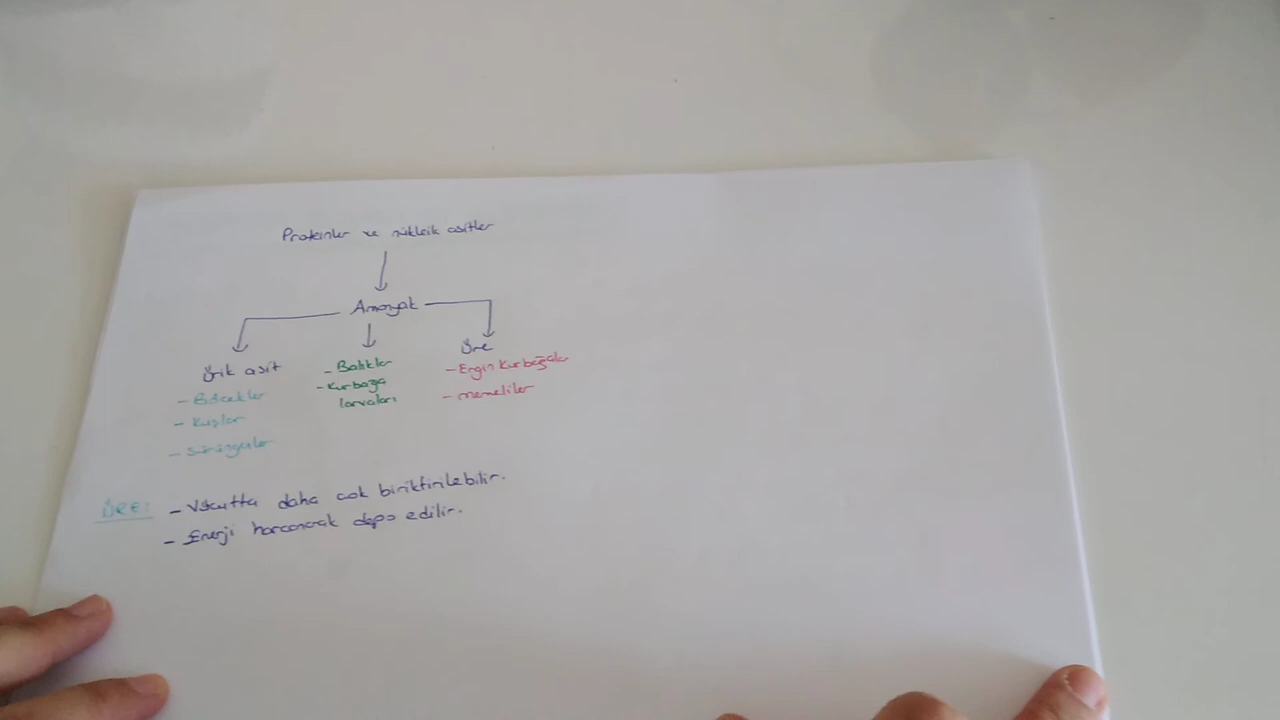 Proteinler ve nükleik asitler
Amonyak
Ürik asit
- Böcekler
- Kuşlar
- Sürüngenler
- Balıklar
- Kurbağa
larvaları
Üre
- Ergin Kurbağalar
- memeliler
ÜRE: - Vücutta daha çok biriktirilebilir.
- Enerji harcanarak depo edilir.